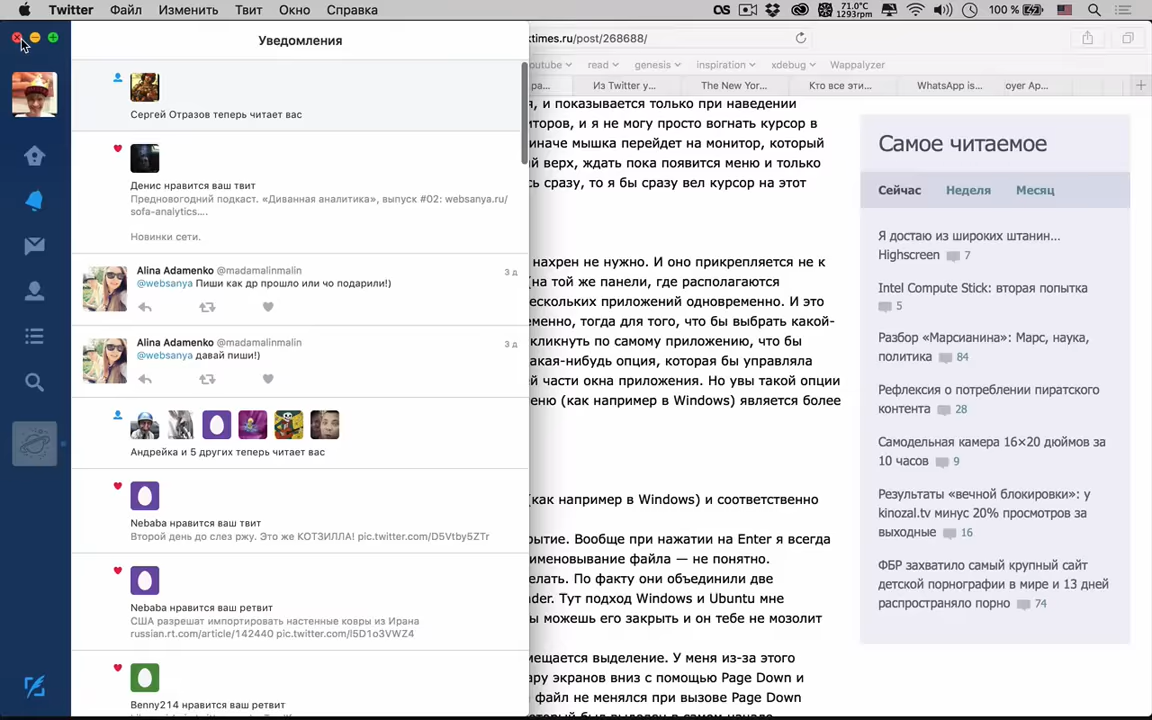 Twitter Файл Изменить Твит Окно Справка
71.0°C
1293rpm
100 %
Уведомления
Сергей Отразов теперь читает вас
Денис нравится ваш твит
Предновогодний подкаст. «Диванная аналитика», выпуск #02: websanya.ru/
sofa-analytics....
Новинки сети.
Alina Adamenko @madamalinmalin 3 д
@websanya Пиши как др прошло или чо подарили!)
Alina Adamenko @madamalinmalin 3 д
@websanya давай пиши!)
Андрейка и 5 других теперь читает вас
Nebaba нравится ваш твит
Второй день до слез ржу. Это же КОТЗИЛЛА! pic.twitter.com/D5Vtby5ZTr
Nebaba нравится ваш ретвит
США разрешат импортировать настенные ковры из Ирана
russian.rt.com/article/142440 pic.twitter.com/l5D1o3VWZ4
Benny214 нравится ваш ретвит
ktimes.ru/post/268688/
outube read genesis inspiration xdebug Wappalyzer
ра... Из Twitter у... The New Yor... Кто все эти... WhatsApp is... oyer Ap...
я, и показывается только при наведении
иторов, и я не могу просто вогнать курсор в
иначе мышка перейдет на монитор, который
й верх, ждать пока появится меню и только
сь сразу, то я бы сразу вел курсор на этот
нахрен не нужно. И оно прикрепляется не к
(на той же панели, где располагаются
ескольких приложений одновременно. И это
еменно, тогда для того, что бы выбрать какой-
кликнуть по самому приложению, что бы
акая-нибудь опция, которая бы управляла
й части окна приложения. Но увы такой опции
еню (как например в Windows) является более
(как например в Windows) и соответственно
рытие. Вообще при нажатии на Enter я всегда
именовывание файла — не понятно.
елать. По факту они объединили две
nder. Тут подход Windows и Ubuntu мне
ы можешь его закрыть и он тебе не мозолит
мещается выделение. У меня из-за этого
ару экранов вниз с помощью Page Down и
файл не менялся при вызове Page Down
который был выделен в самом начале
Самое читаемое
Сейчас Неделя Месяц
Я достаю из широких штанин...
Highscreen 7
Intel Compute Stick: вторая попытка
5
Разбор «Марсианина»: Марс, наука,
политика 84
Рефлексия о потреблении пиратского
контента 28
Самодельная камера 16×20 дюймов за
10 часов 9
Результаты «вечной блокировки»: у
kinozal.tv минус 20% просмотров за
выходные 16
ФБР захватило самый крупный сайт
детской порнографии в мире и 13 дней
распространяло порно 74